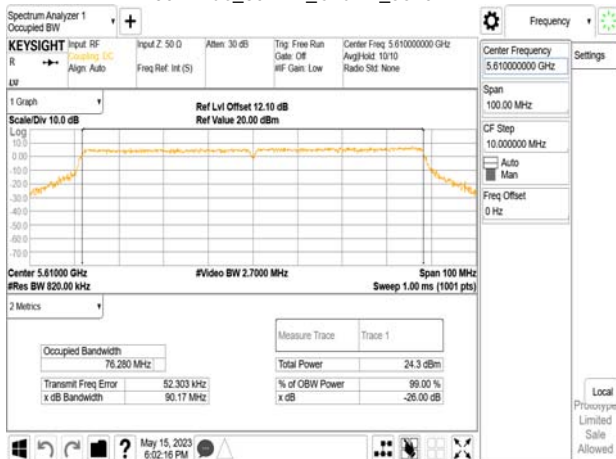 Spectrum Analyzer 1
Occupied BW
+
Frequency
KEYSIGHT
R
LXI
Input: RF
Coupling: DC
Align: Auto
Input Z: 50 Ω
Freq Ref: Int (S)
Atten: 30 dB
Trig: Free Run
Gate: Off
#IF Gain: Low
Center Freq: 5.610000000 GHz
Avg|Hold: 10/10
Radio Std: None
Center Frequency
5.610000000 GHz
Settings
Span
100.00 MHz
CF Step
10.000000 MHz
Auto
Man
Freq Offset
0 Hz
1 Graph
Scale/Div 10.0 dB
Ref Lvl Offset 12.10 dB
Ref Value 20.00 dBm
Log
10.0
0.00
-10.0
-20.0
-30.0
-40.0
-50.0
-60.0
-70.0
Center 5.61000 GHz
#Video BW 2.7000 MHz
Span 100 MHz
#Res BW 820.00 kHz
Sweep 1.00 ms (1001 pts)
2 Metrics
Measure Trace
Trace 1
Occupied Bandwidth
76.280 MHz
Total Power
24.3 dBm
Transmit Freq Error
52.303 kHz
% of OBW Power
99.00 %
x dB Bandwidth
90.17 MHz
x dB
-26.00 dB
Local
Prototype
Limited
Sale
Allowed
?
May 15, 2023
6:02:16 PM